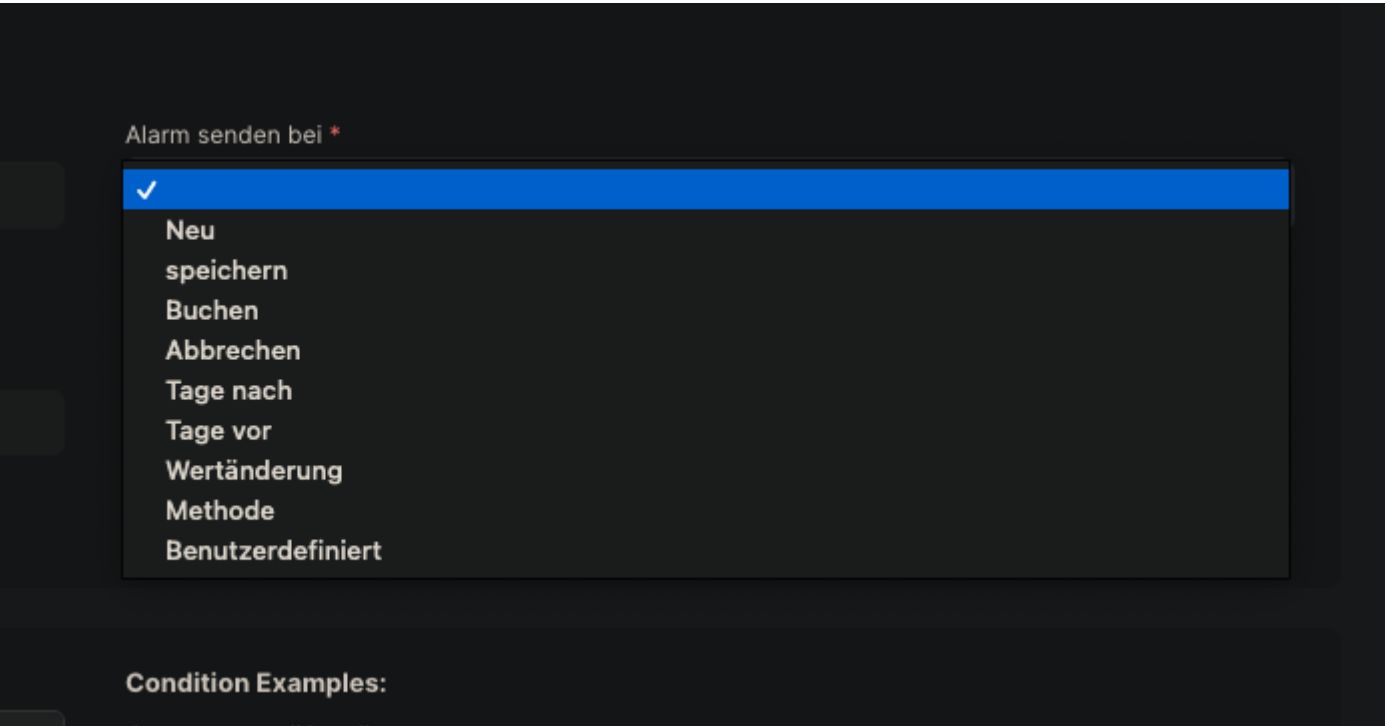 Alarm senden bei *
Neu
speichern
Buchen
Abbrechen
Tage nach
Tage vor
Wertänderung
Methode
Benutzerdefiniert
Condition Examples: